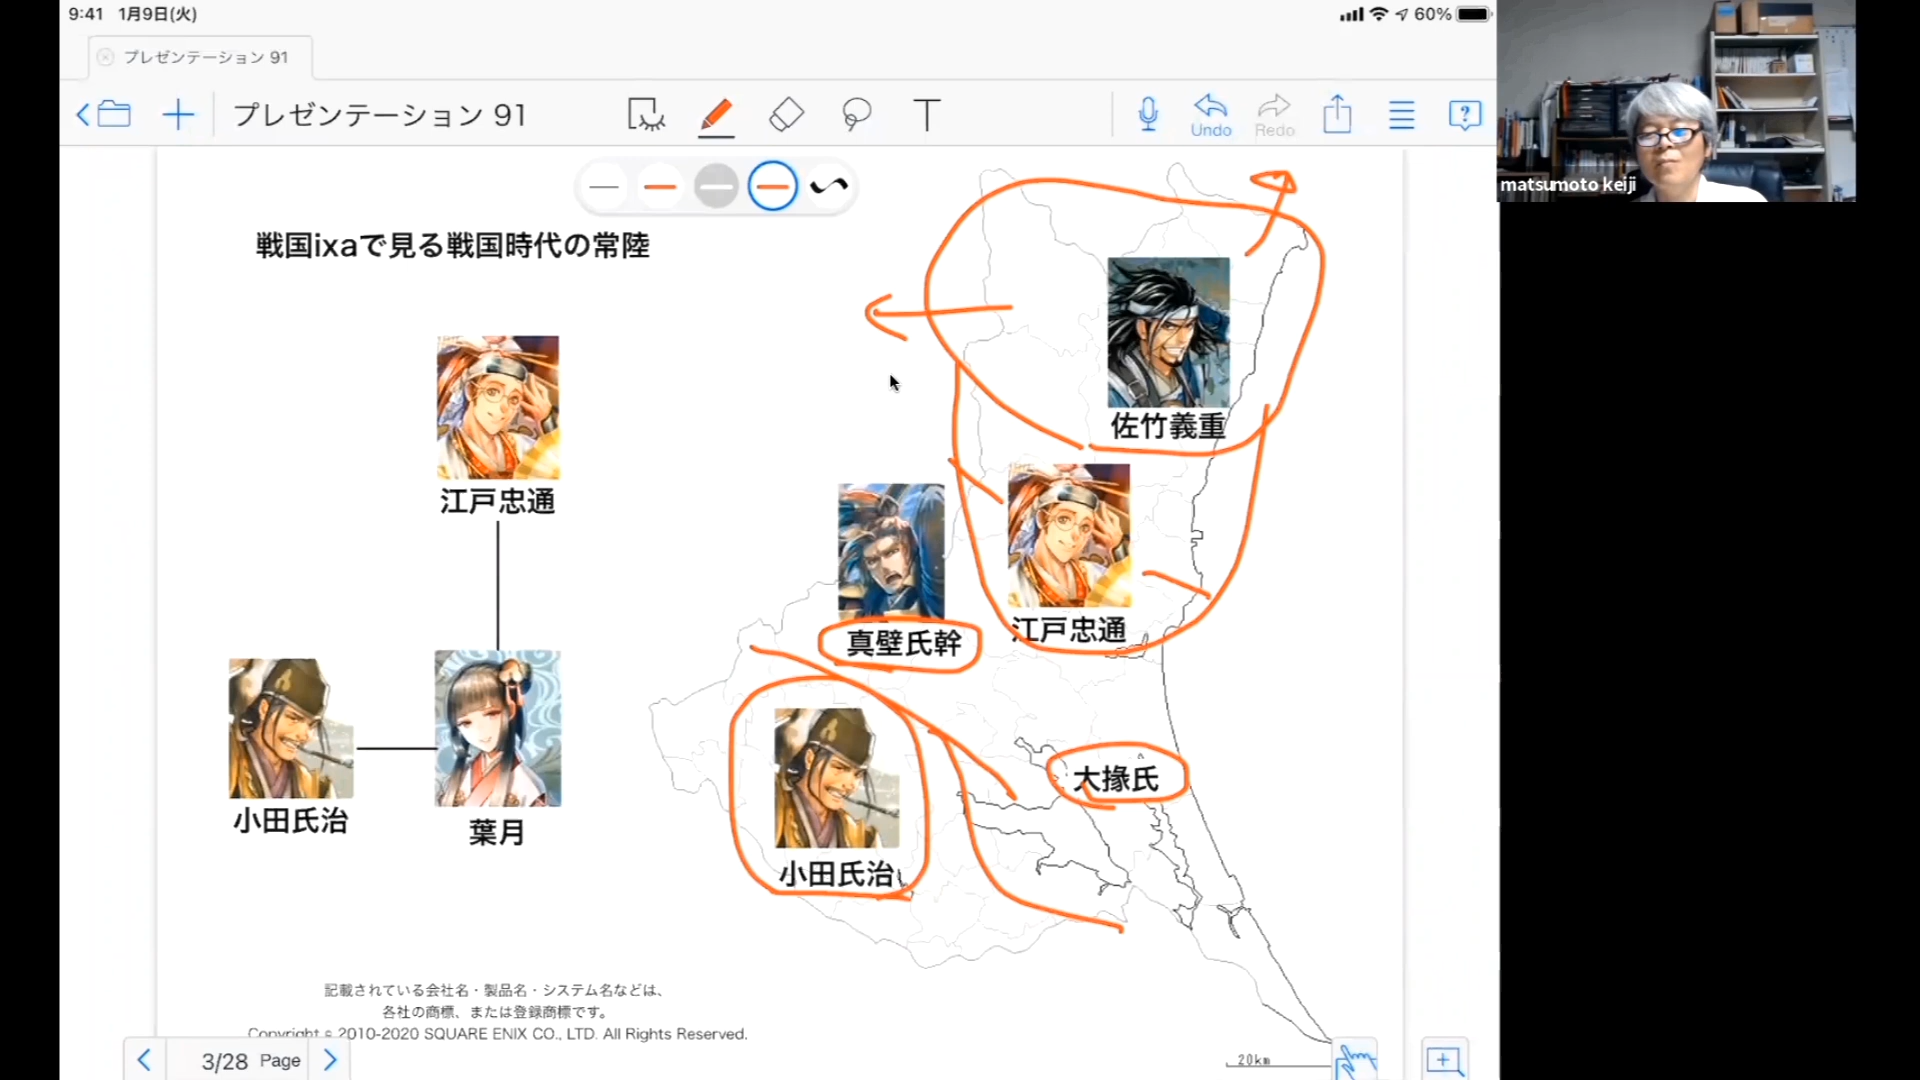 9:41 1月9日(火)
60%
プレゼンテーション 91
プレゼンテーション 91
T
Undo
Redo
matsumoto keiji
戦国ixaで見る戦国時代の常陸
佐竹義重
江戸忠通
真壁氏幹
江戸忠通
小田氏治
葉月
大掾氏
小田氏治
記載されている会社名・製品名・システム名などは、
各社の商標、または登録商標です。
Copyright © 2010-2020 SQUARE ENIX CO., LTD. All Rights Reserved.
3/28 Page
20km